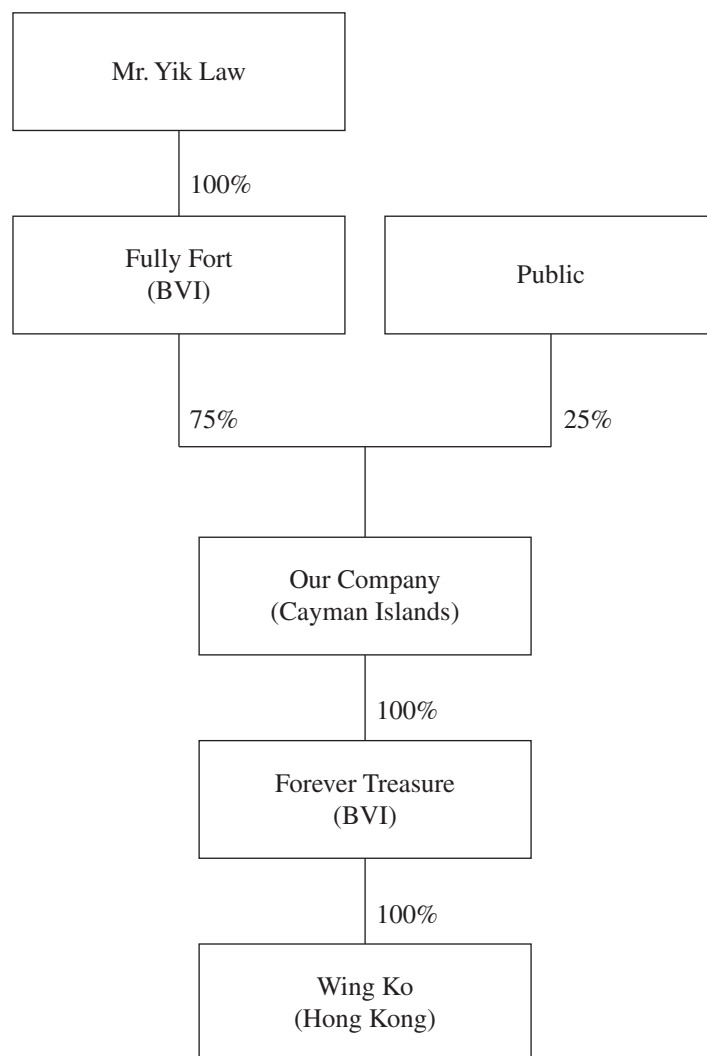 Mr. Yik Law
100%
Fully Fort
(BVI)
Public
75%
25%
Our Company
(Cayman Islands)
100%
Forever Treasure
(BVI)
100%
Wing Ko
(Hong Kong)